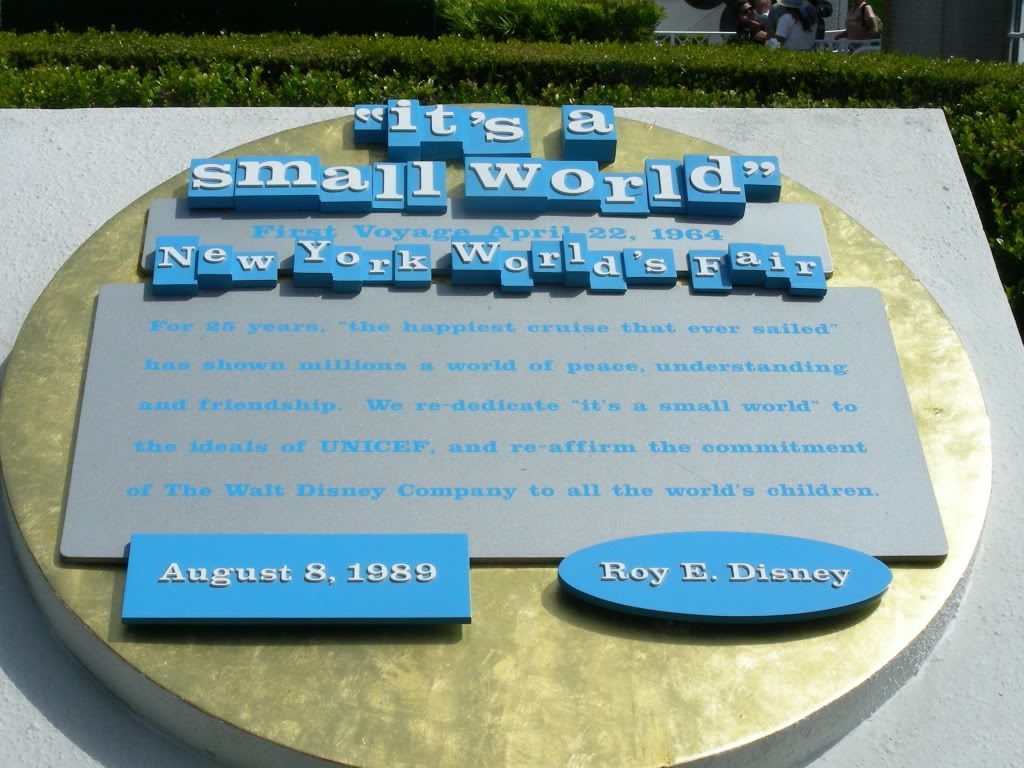 "it's a
small world"
First Voyage April 22, 1964
New York World's Fair
For 25 years, "the happiest cruise that ever sailed"
has shown millions a world of peace, understanding
and friendship. We re-dedicate "it's a small world" to
the ideals of UNICEF, and re-affirm the commitment
of The Walt Disney Company to all the world's children.
August 8, 1989
Roy E. Disney